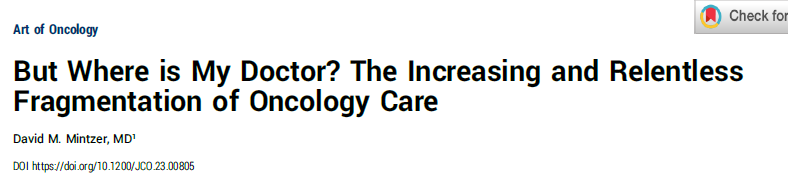 Check for
Art of Oncology
But Where is My Doctor? The Increasing and Relentless
Fragmentation of Oncology Care
David M. Mintzer, MD¹
DOI https://doi.org/10.1200/JCO.23.00805